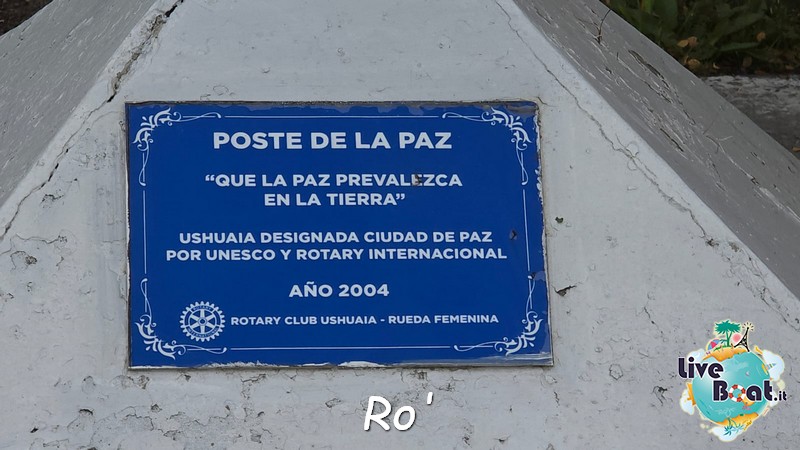 POSTE DE LA PAZ
“QUE LA PAZ PREVALEZCA
EN LA TIERRA”
USHUAIA DESIGNADA CIUDAD DE PAZ
POR UNESCO Y ROTARY INTERNACIONAL
AÑO 2004
ROTARY CLUB USHUAIA - RUEDA FEMENINA
Live
Boat.it
Ro'